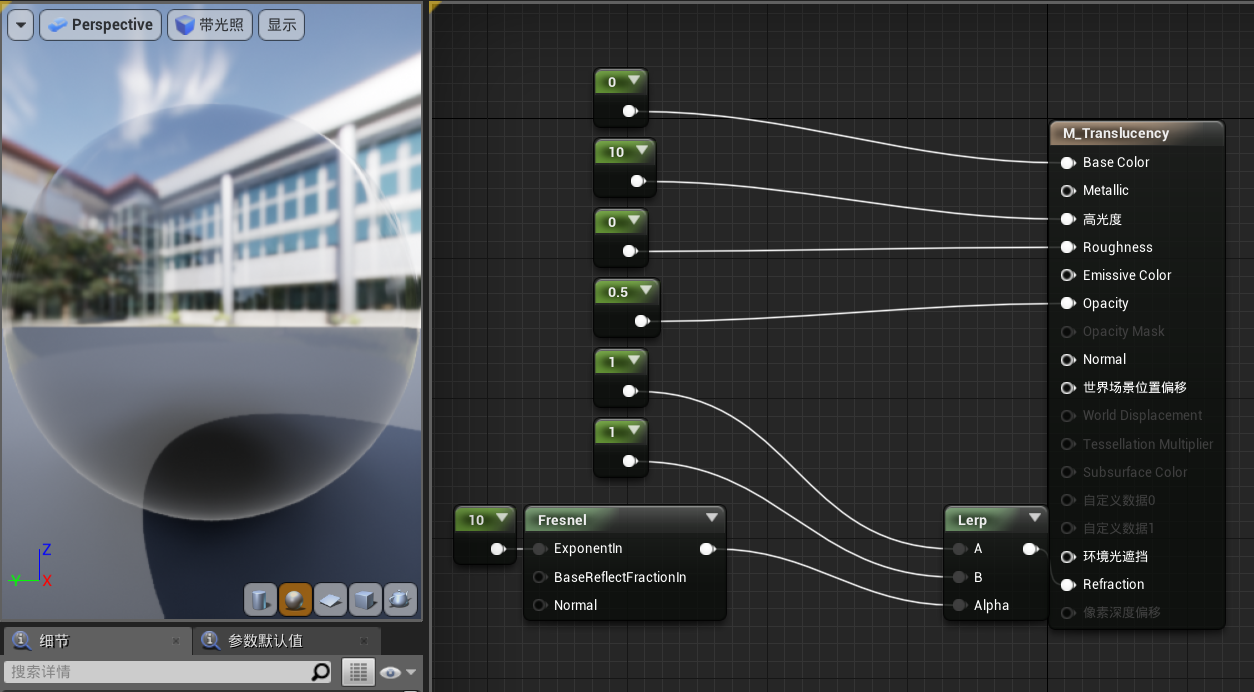 Perspective 带光照 显示
Z
Y X
细节 参数默认值
搜索详情
0
10
0
0.5
1
1
10
Fresnel
ExponentIn
BaseReflectFractionIn
Normal
Lerp
A
B
Alpha
M_Translucency
Base Color
Metallic
高光度
Roughness
Emissive Color
Opacity
Opacity Mask
Normal
世界场景位置偏移
World Displacement
Tessellation Multiplier
Subsurface Color
自定义数据0
自定义数据1
环境光遮挡
Refraction
像素深度偏移